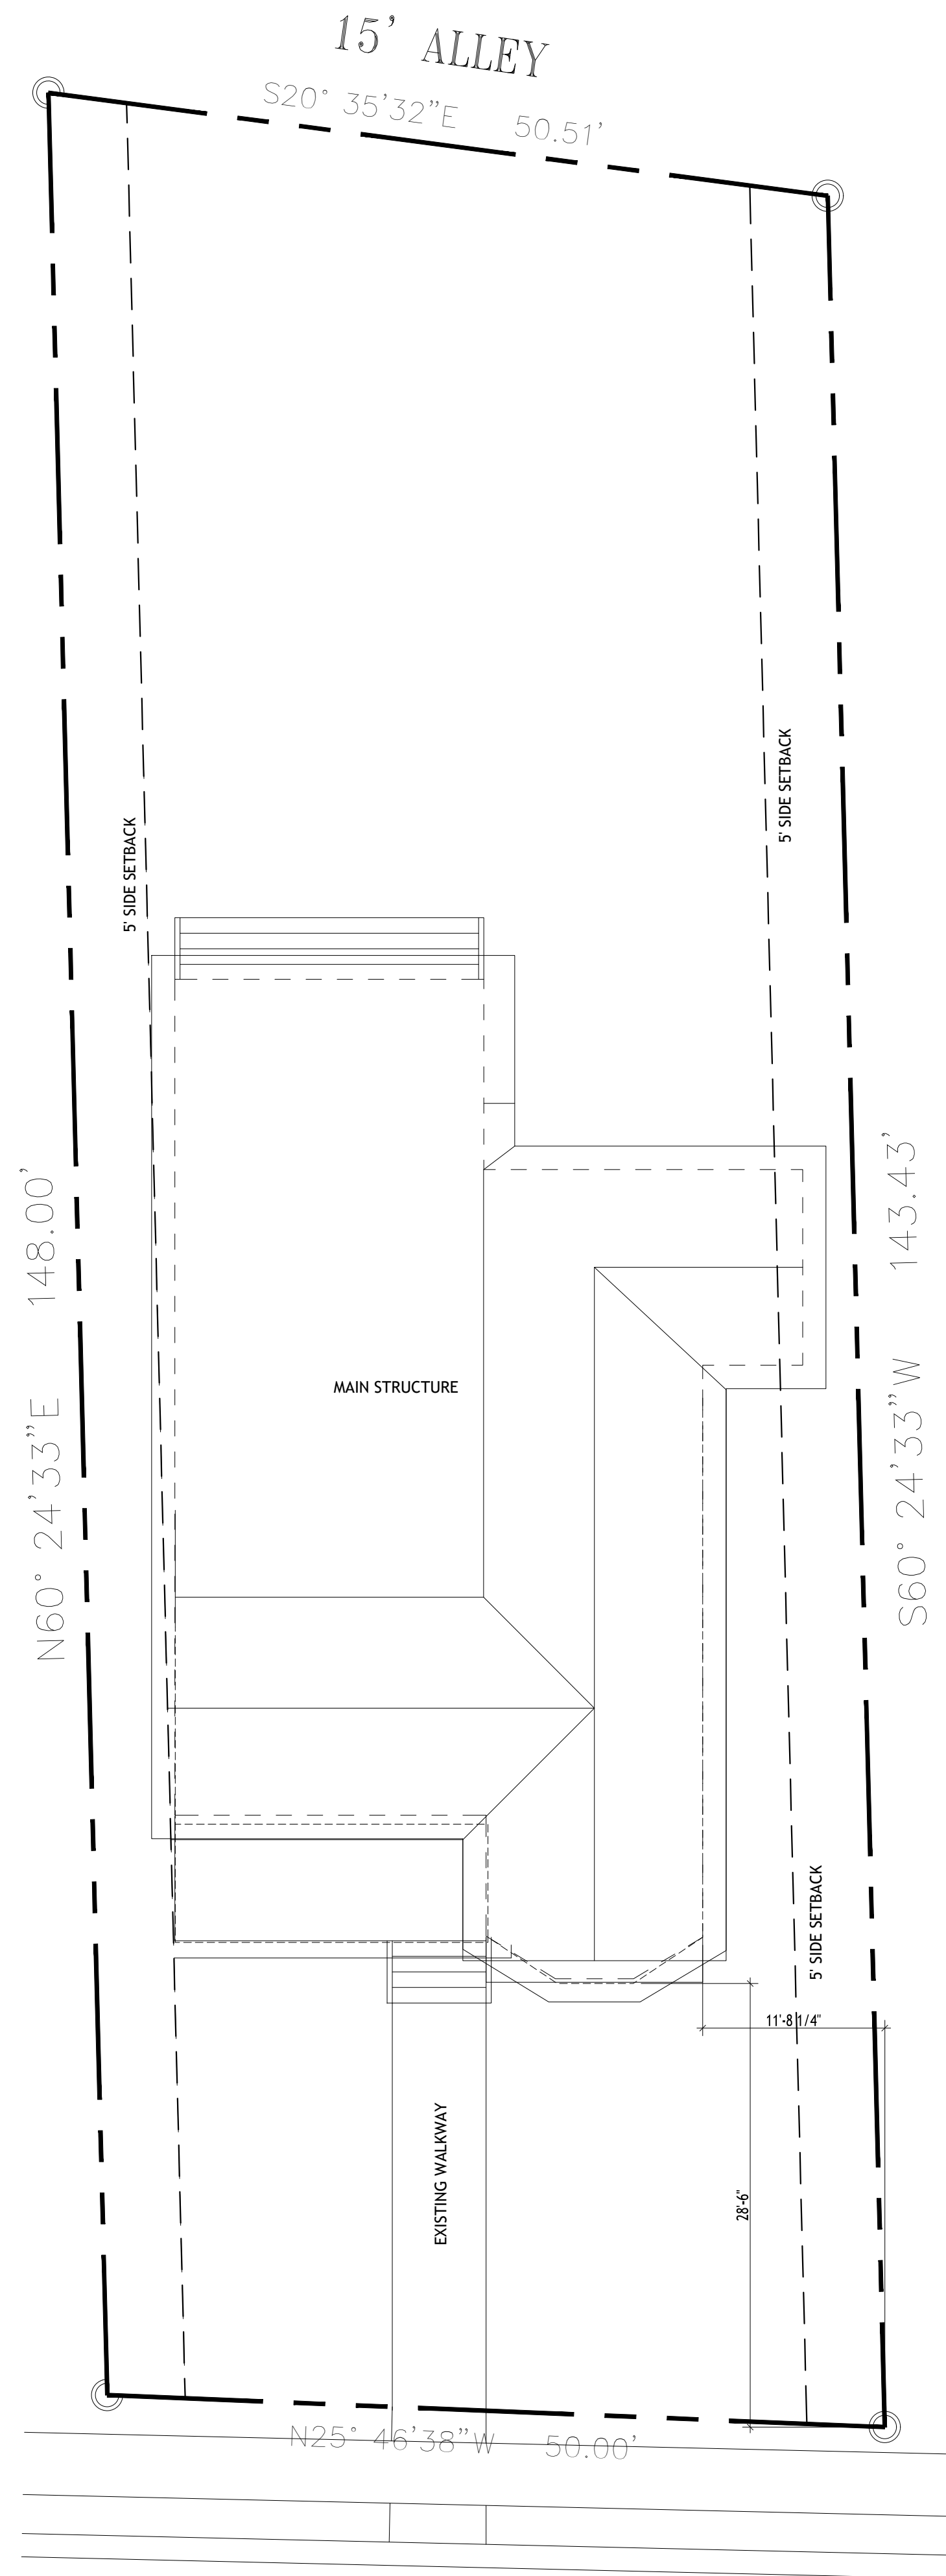 15’ ALLEY
S20° 35’32”E 50.51’
5' SIDE SETBACK
5' SIDE SETBACK
N60° 24’33”E 148.00’
S60° 24’33”W 143.43’
MAIN STRUCTURE
5' SIDE SETBACK
11'-8 1/4"
EXISTING WALKWAY
28'-6"
N25° 46’38”W 50.00’